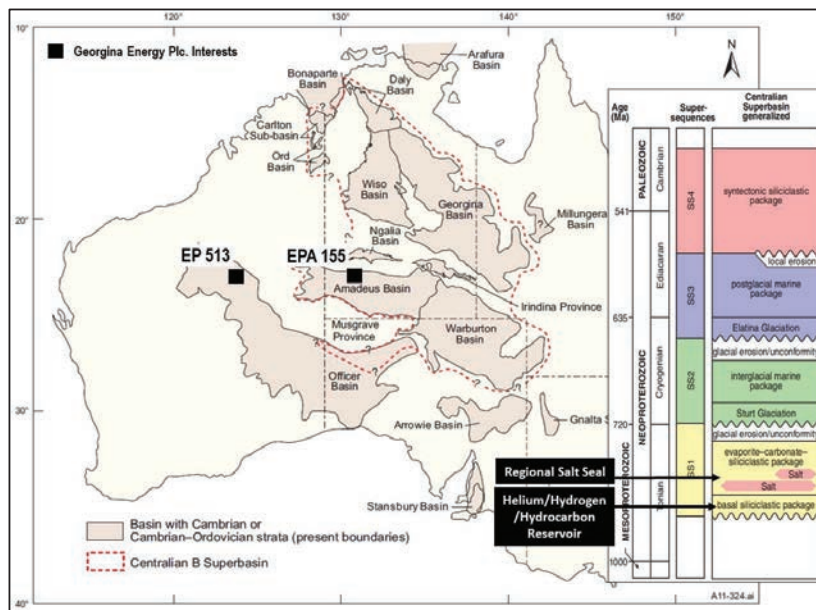 120°
130°
140°
150°
10°
20°
30°
40°
Georgina Energy Plc. Interests
N
Arafura
Basin
Bonaparte
Basin
Daly
Basin
Carlton
Sub-basin
Ord
Basin
Wiso
Basin
Georgina
Basin
Millungera
Basin
Ngalia
Basin
EP 513
EPA 155
Amadeus Basin
Irindina Province
Musgrave
Province
Warburton
Basin
Officer
Basin
Arrowie Basin
Gnalta S
Stansbury Basin
?
?
?
?
?
?
?
Basin with Cambrian or
Cambrian–Ordovician strata (present boundaries)
Centralian B Superbasin
Regional Salt Seal
Helium/Hydrogen
/Hydrocarbon
Reservoir
Age
(Ma)
Super-
sequences
Centralian
Superbasin
generalized
PALEOZOIC
Cambrian
SS4
syntectonic siliciclastic
package
541
local erosion
NEOPROTEROZOIC
Ediacaran
SS3
postglacial marine
package
635
Elatina Glaciation
glacial erosion/unconformity
Cryogenian
SS2
interglacial marine
package
Sturt Glaciation
720
glacial erosion/unconformity
SS1
evaporite–carbonate–
siliciclastic package
Salt
Salt
basal siliciclastic package
MESOPROTEROZOIC
onian
1000
A11-324.ai